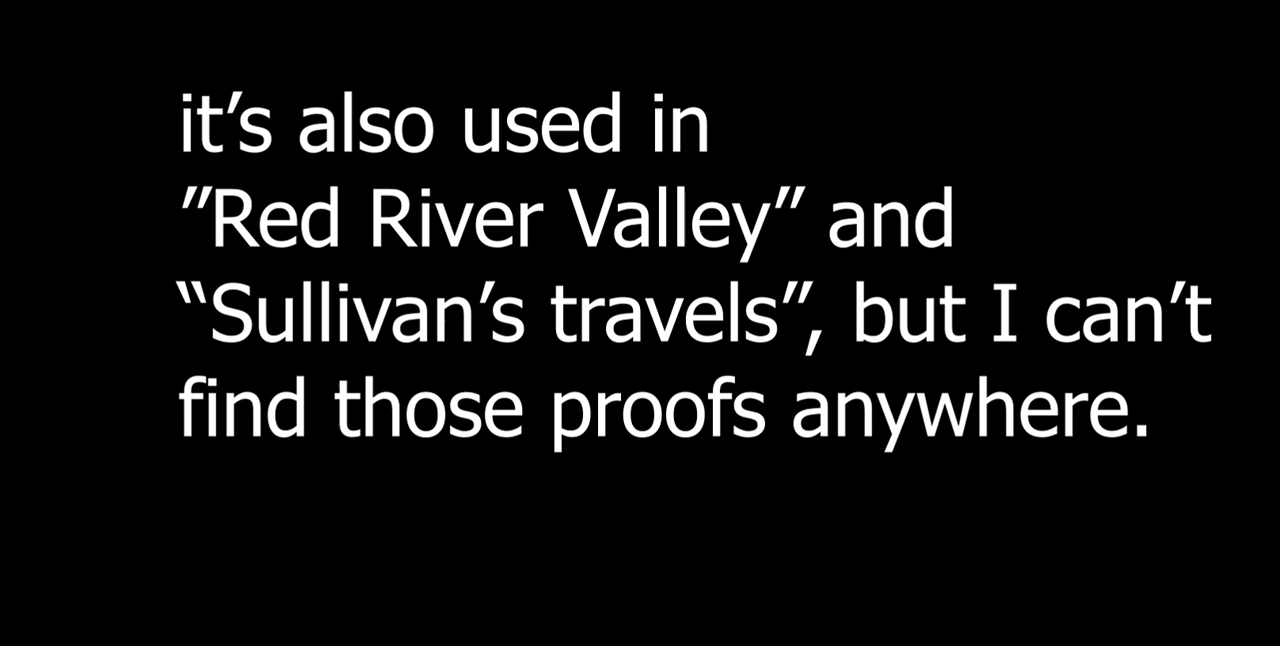 it’s also used in
”Red River Valley” and
“Sullivan’s travels”, but I can’t
find those proofs anywhere.